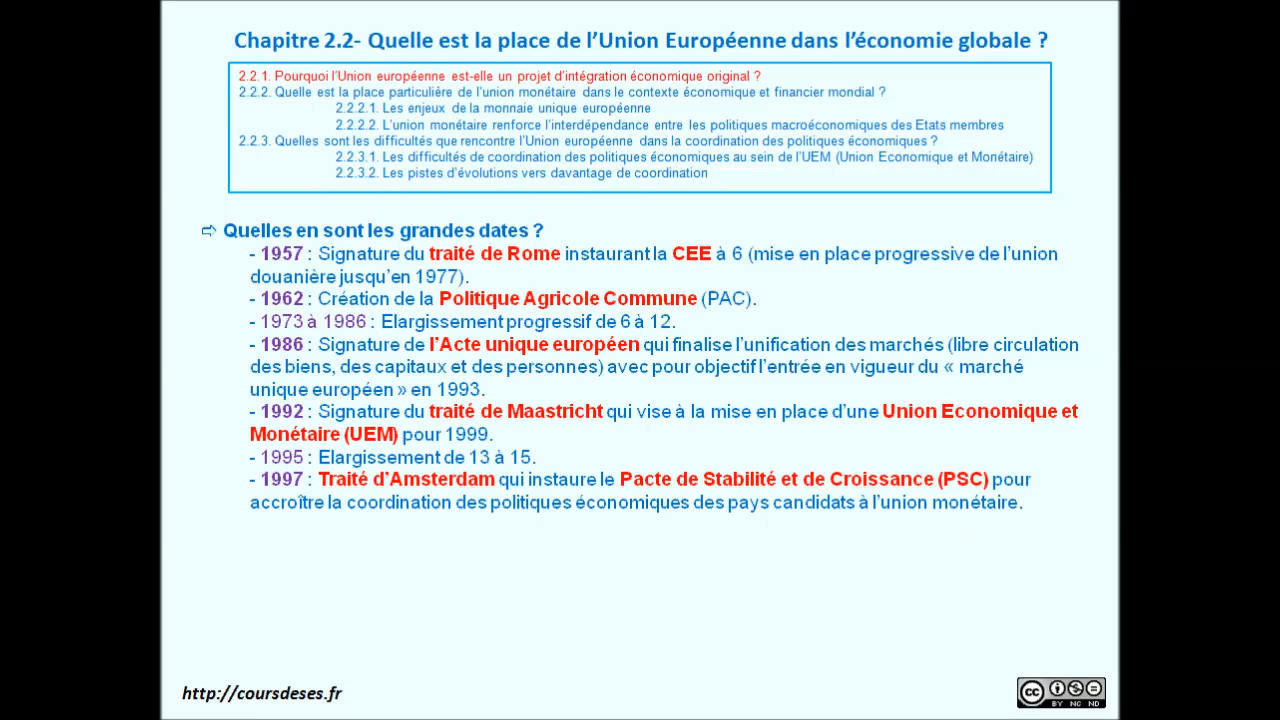 Chapitre 2.2- Quelle est la place de l’Union Européenne dans l’économie globale ?
2.2.1. Pourquoi l’Union européenne est-elle un projet d’intégration économique original ?
2.2.2. Quelle est la place particulière de l’union monétaire dans le contexte économique et financier mondial ?
2.2.2.1. Les enjeux de la monnaie unique européenne
2.2.2.2. L’union monétaire renforce l’interdépendance entre les politiques macroéconomiques des Etats membres
2.2.3. Quelles sont les difficultés que rencontre l’Union européenne dans la coordination des politiques économiques ?
2.2.3.1. Les difficultés de coordination des politiques économiques au sein de l’UEM (Union Economique et Monétaire)
2.2.3.2. Les pistes d’évolutions vers davantage de coordination
⇨ Quelles en sont les grandes dates ?
- 1957 : Signature du traité de Rome instaurant la CEE à 6 (mise en place progressive de l’union
douanière jusqu’en 1977).
- 1962 : Création de la Politique Agricole Commune (PAC).
- 1973 à 1986 : Elargissement progressif de 6 à 12.
- 1986 : Signature de l’Acte unique européen qui finalise l’unification des marchés (libre circulation
des biens, des capitaux et des personnes) avec pour objectif l’entrée en vigueur du « marché
unique européen » en 1993.
- 1992 : Signature du traité de Maastricht qui vise à la mise en place d’une Union Economique et
Monétaire (UEM) pour 1999.
- 1995 : Elargissement de 13 à 15.
- 1997 : Traité d’Amsterdam qui instaure le Pacte de Stabilité et de Croissance (PSC) pour
accroître la coordination des politiques économiques des pays candidats à l’union monétaire.
http://coursdeses.fr
cc
BY NC ND